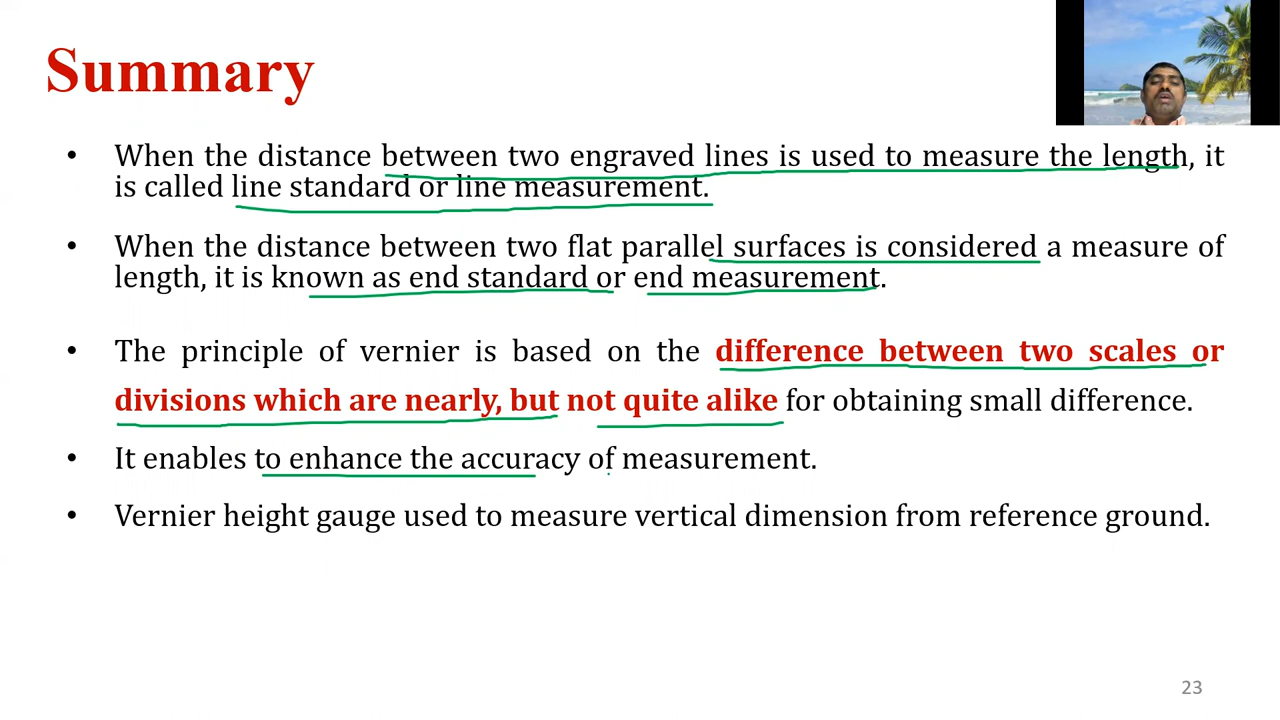 Summary
• When the distance between two engraved lines is used to measure the length, it
is called line standard or line measurement.
• When the distance between two flat parallel surfaces is considered a measure of
length, it is known as end standard or end measurement.
• The principle of vernier is based on the difference between two scales or
divisions which are nearly, but not quite alike for obtaining small difference.
• It enables to enhance the accuracy of measurement.
• Vernier height gauge used to measure vertical dimension from reference ground.
23